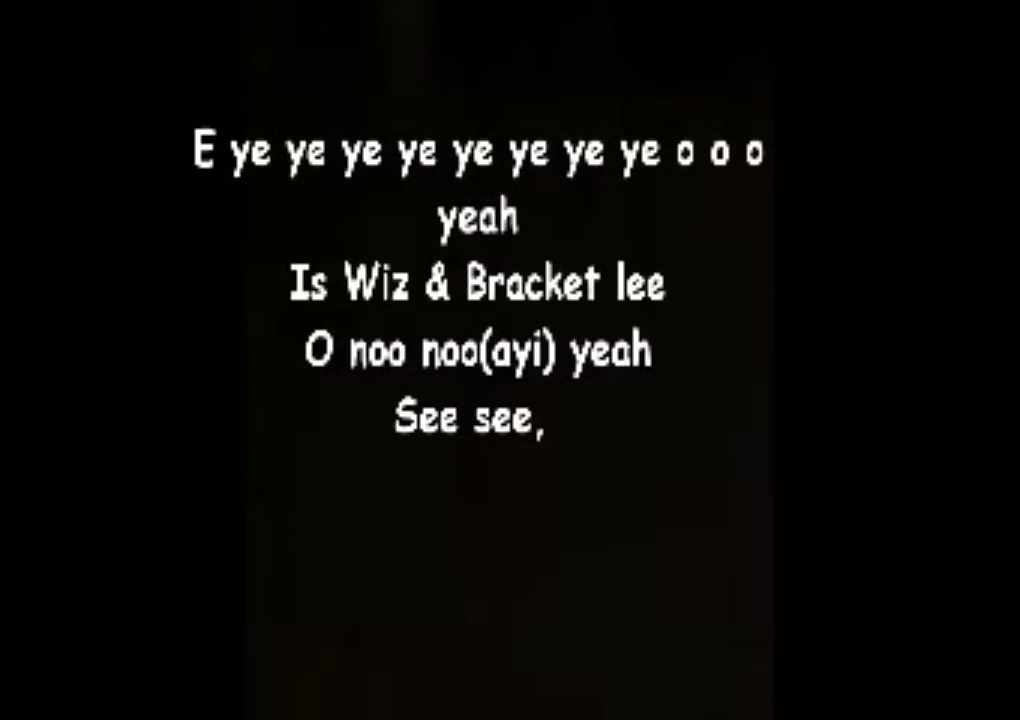 E ye ye ye ye ye ye ye ye o o o
yeah
Is Wiz & Bracket lee
O noo noo(ayi) yeah
See see,